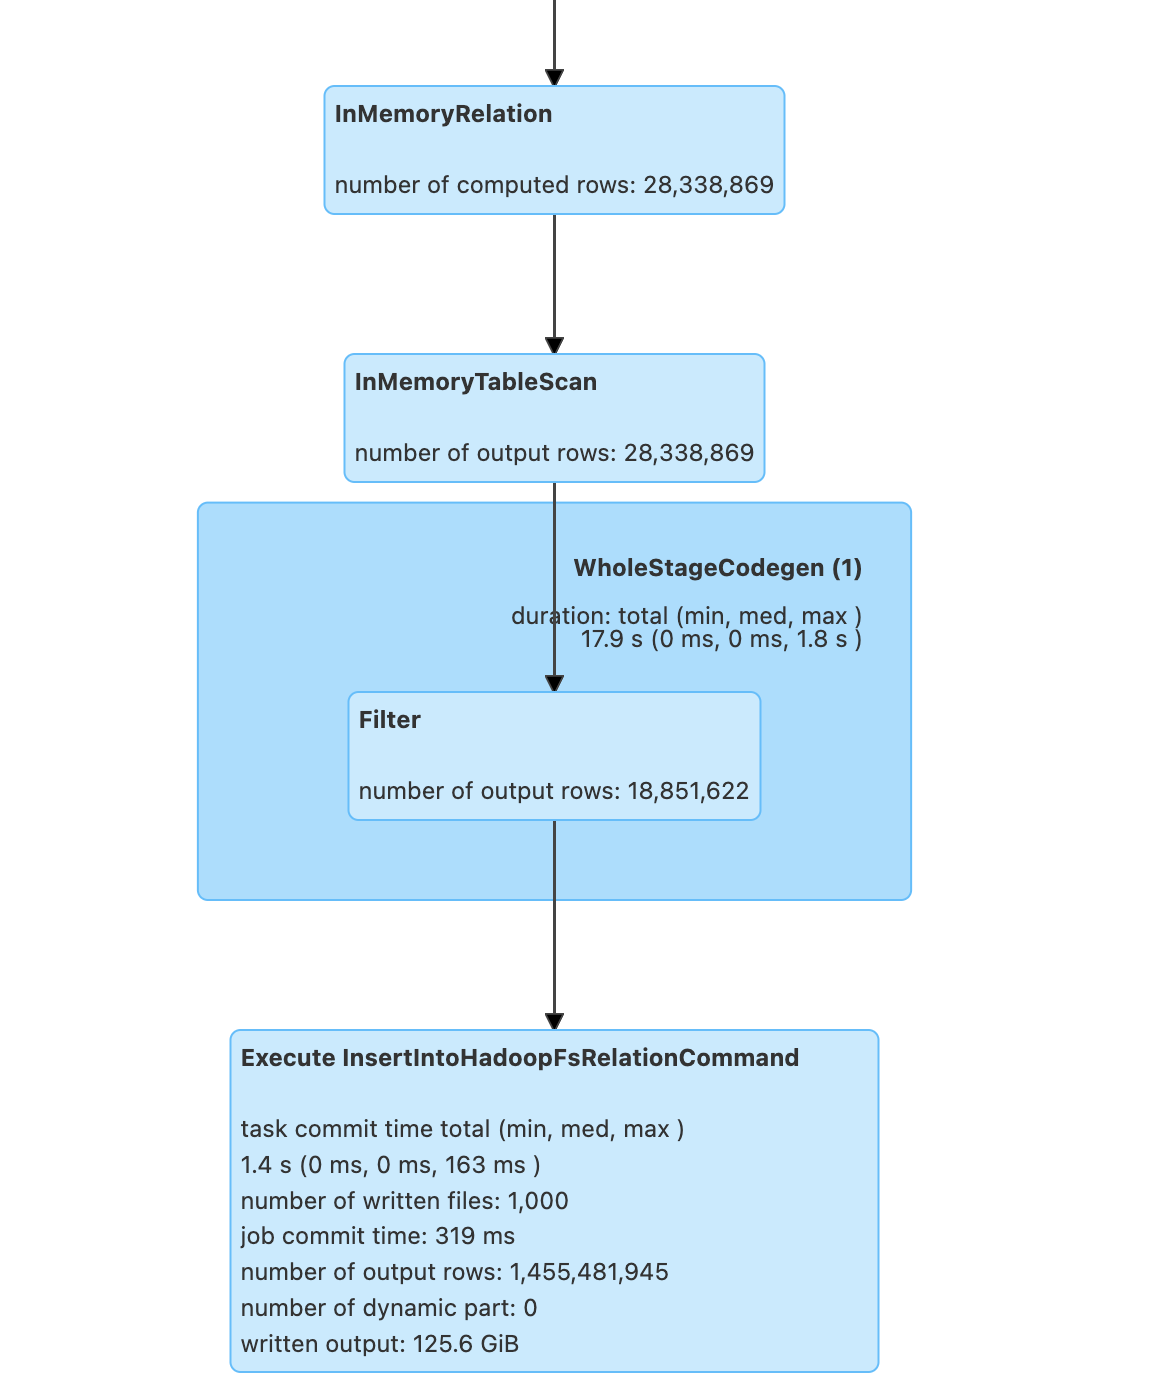 InMemoryRelation
number of computed rows: 28,338,869
InMemoryTableScan
number of output rows: 28,338,869
WholeStageCodegen (1)
duration: total (min, med, max )
17.9 s (0 ms, 0 ms, 1.8 s )
Filter
number of output rows: 18,851,622
Execute InsertIntoHadoopFsRelationCommand
task commit time total (min, med, max )
1.4 s (0 ms, 0 ms, 163 ms )
number of written files: 1,000
job commit time: 319 ms
number of output rows: 1,455,481,945
number of dynamic part: 0
written output: 125.6 GiB